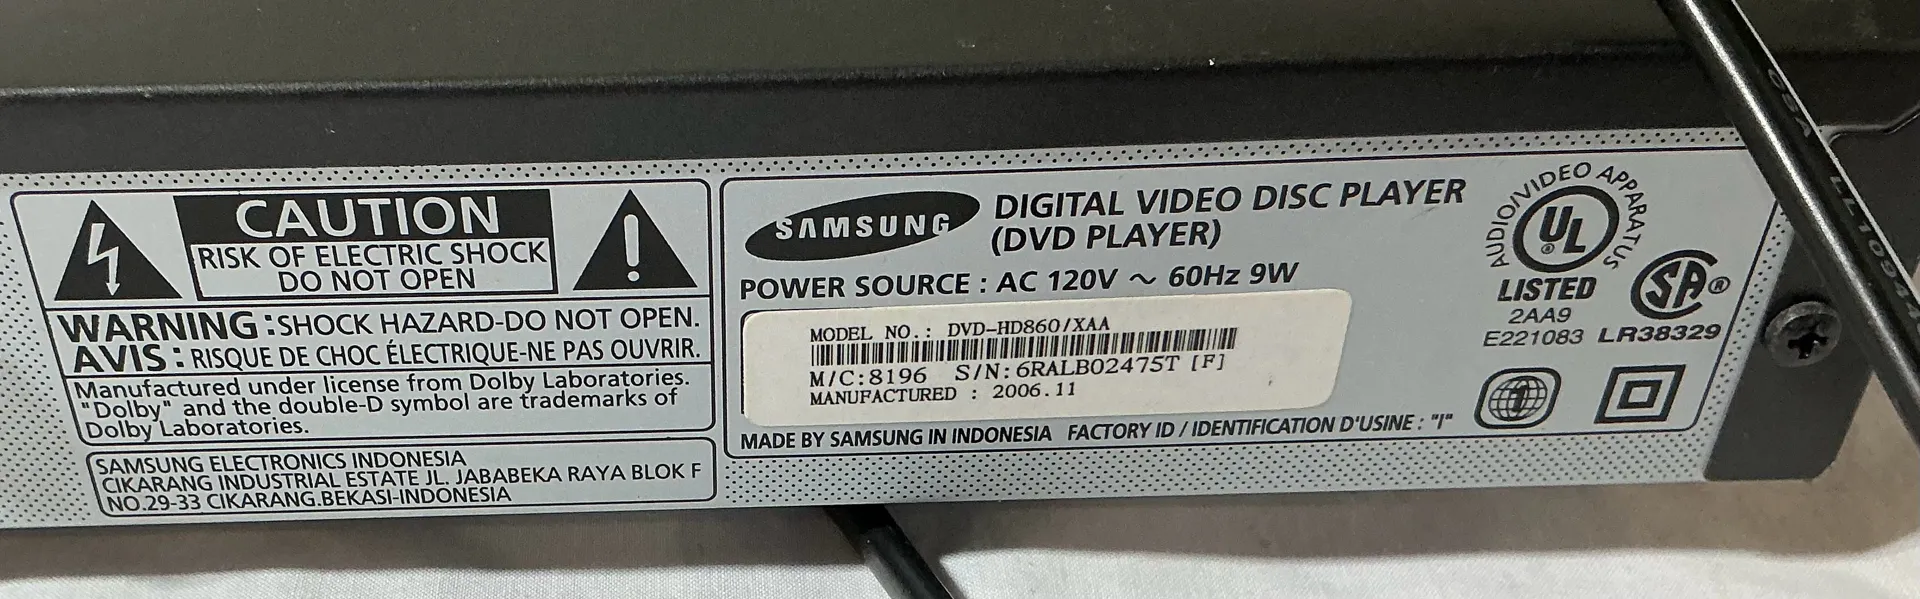 CAUTION
RISK OF ELECTRIC SHOCK
DO NOT OPEN
WARNING : SHOCK HAZARD-DO NOT OPEN.
AVIS : RISQUE DE CHOC ÉLECTRIQUE-NE PAS OUVRIR.
Manufactured under license from Dolby Laboratories.
"Dolby" and the double-D symbol are trademarks of
Dolby Laboratories.
SAMSUNG ELECTRONICS INDONESIA
CIKARANG INDUSTRIAL ESTATE JL. JABABEKA RAYA BLOK F
NO.29-33 CIKARANG.BEKASI-INDONESIA
SAMSUNG
DIGITAL VIDEO DISC PLAYER
(DVD PLAYER)
POWER SOURCE : AC 120V ~ 60Hz 9W
MODEL NO.: DVD-HD860/XAA
M/C:8196 S/N:6RALB02475T [F]
MANUFACTURED : 2006.11
MADE BY SAMSUNG IN INDONESIA FACTORY ID / IDENTIFICATION D'USINE : "I"
AUDIO/VIDEO APPARATUS
UL ®
LISTED
2AA9
E221083
SA ®
LR38329
1